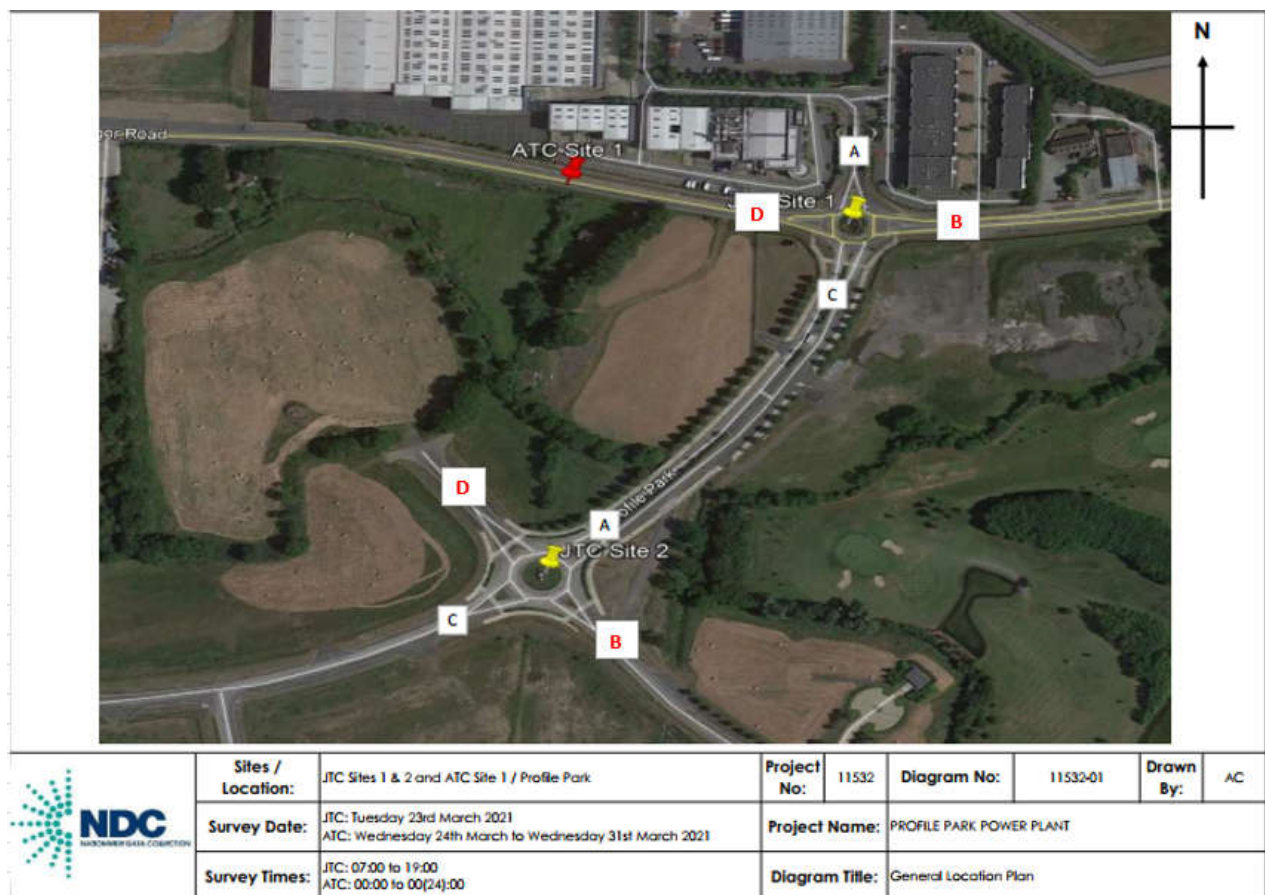 N
ATC Site 1
A
Site 1
D
B
C
D
A
ofile Park
JTC Site 2
C
B
NDC
NATIONWIDE DATA COLLECTION
Sites / Location:
JTC Sites 1 & 2 and ATC Site 1 / Profile Park
Project No:
11532
Diagram No:
11532-01
Drawn By:
AC
Survey Date:
JTC: Tuesday 23rd March 2021
ATC: Wednesday 24th March to Wednesday 31st March 2021
Project Name:
PROFILE PARK POWER PLANT
Survey Times:
JTC: 07:00 to 19:00
ATC: 00:00 to 00(24):00
Diagram Title:
General Location Plan